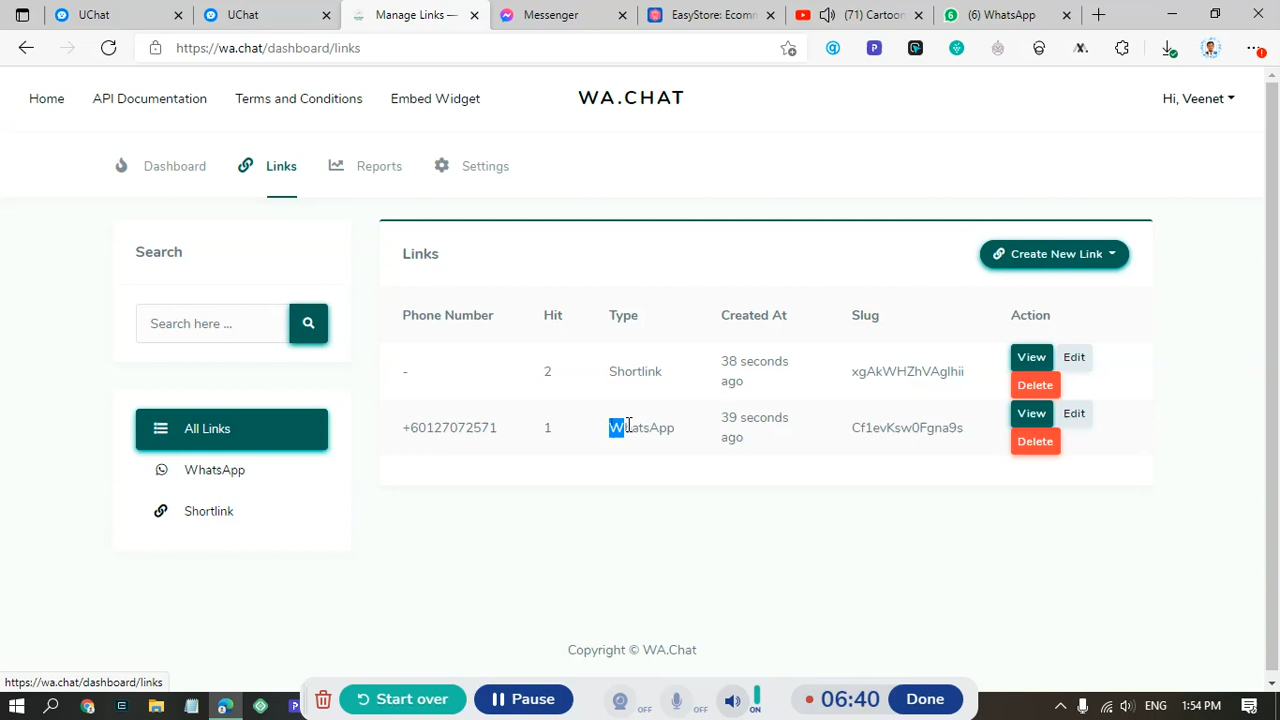 UChat
UChat
Manage Links —
Messenger
EasyStore: Ecomm
(71) Cartoon
(6) WhatsApp
https://wa.chat/dashboard/links
Home
API Documentation
Terms and Conditions
Embed Widget
WA.CHAT
Hi, Veenet
Dashboard
Links
Reports
Settings
Search
Search here ...
All Links
WhatsApp
Shortlink
Links
Create New Link
Phone Number Hit Type Created At Slug Action
- 2 Shortlink 38 seconds ago xgAkWHZhVAglhii View Edit Delete
+60127072571 1 WhatsApp 39 seconds ago Cf1evKsw0Fgna9s View Edit Delete
Copyright © WA.Chat
https://wa.chat/dashboard/links
Start over
Pause
OFF
OFF
ON
06:40
Done
ENG
1:54 PM